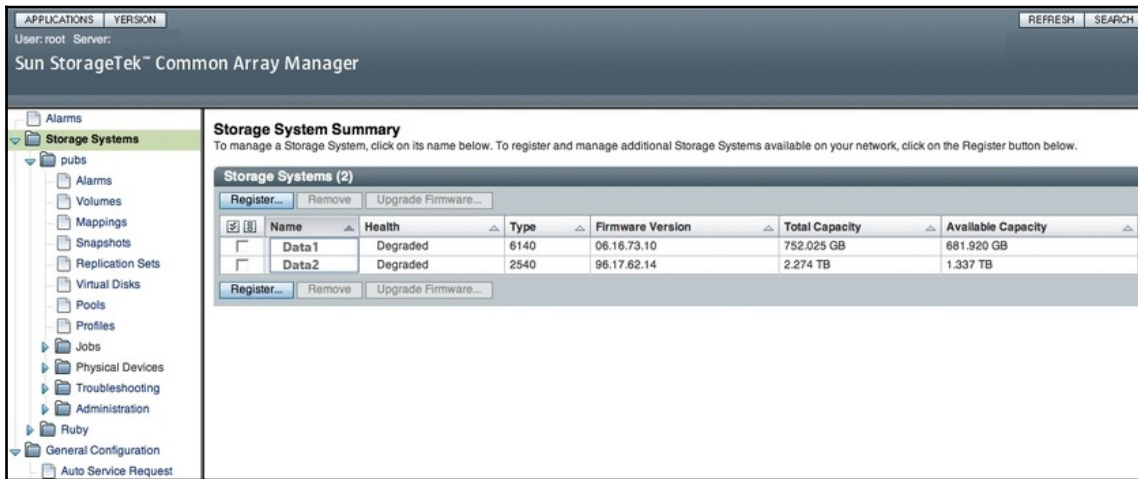 APPLICATIONS VERSION
REFRESH SEARCH
User: root Server:
Sun StorageTek™ Common Array Manager
Alarms
Storage Systems
pubs
Alarms
Volumes
Mappings
Snapshots
Replication Sets
Virtual Disks
Pools
Profiles
Jobs
Physical Devices
Troubleshooting
Administration
Ruby
General Configuration
Auto Service Request
Storage System Summary
To manage a Storage System, click on its name below. To register and manage additional Storage Systems available on your network, click on the Register button below.
Storage Systems (2)
Register... Remove Upgrade Firmware...
Name Health Type Firmware Version Total Capacity Available Capacity
Data1 Degraded 6140 06.16.73.10 752.025 GB 681.920 GB
Data2 Degraded 2540 96.17.62.14 2.274 TB 1.337 TB
Register... Remove Upgrade Firmware...